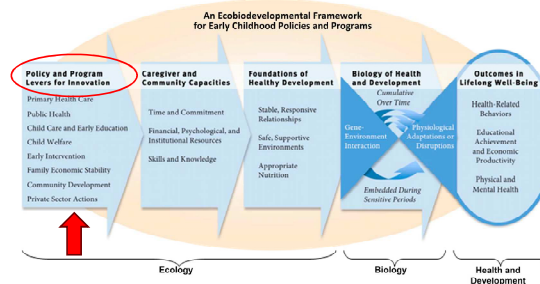 An Ecobiodevelopmental Framework
for Early Childhood Policies and Programs
Policy and Program
Levers for Innovation
Primary Health Care
Public Health
Child Care and Early Education
Child Welfare
Early Intervention
Family Economic Stability
Community Development
Private Sector Actions
Caregiver and
Community Capacities
Time and Commitment
Financial, Psychological, and
Institutional Resources
Skills and Knowledge
Foundations of
Healthy Development
Stable, Responsive
Relationships
Safe, Supportive
Environments
Appropriate
Nutrition
Biology of Health
and Development
Cumulative
Over Time
Gene-
Environment
Interaction
Physiological
Adaptations or
Disruptions
Embedded During
Sensitive Periods
Outcomes in
Lifelong Well-Being
Health-Related
Behaviors
Educational
Achievement
and Economic
Productivity
Physical and
Mental Health
Ecology
Biology
Health and
Development